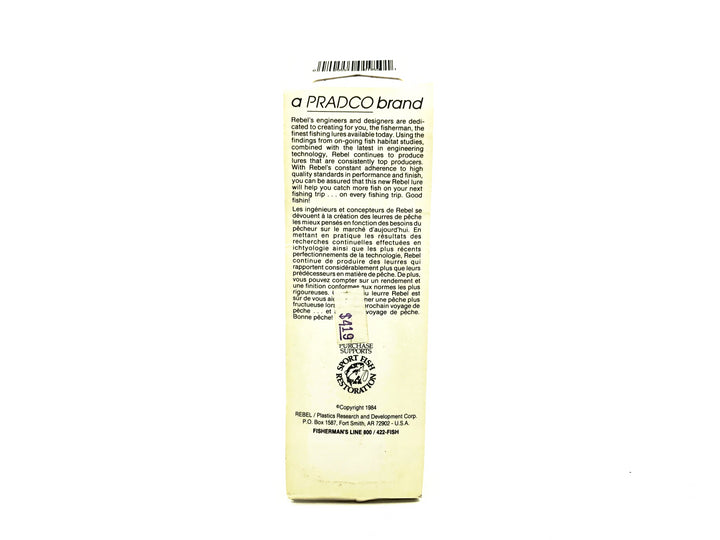 a PRADCO brand
Rebel's engineers and designers are dedi-
cated to creating for you, the fisherman, the
finest fishing lures available today. Using the
findings from on-going fish habitat studies,
combined with the latest in engineering
technology, Rebel continues to produce
lures that are consistently top producers.
With Rebel's constant adherence to high
quality standards in performance and finish,
you can be assured that this new Rebel lure
will help you catch more fish on your next
fishing trip . . . on every fishing trip. Good
fishin!
Les ingénieurs et concepteurs de Rebel se
dévouent à la création des leurres de pêche
les mieux pensés en fonction des besoins du
pêcheur sur le marché d'aujourd'hui. En
mettant en pratique les résultats des
recherches continuelles effectuées en
ichtyologie ainsi que les plus récents
perfectionnements de la technologie, Rebel
continue de produire des leurres qui
rapportent considérablement plus que leurs
prédecesseurs en matière de pêche. De plus,
vous pouvez compter sur un rendement et
une finition conformes aux normes les plus
rigoureuses. leurre Rebel est
sûr de vous une pêche plus
fructueuse voyage de
pêche . . . et voyage de pêche.
Bonne pêche!
$4.19
PURCHASE
SUPPORTS
SPORT FISH
RESTORATION
©Copyright 1984
REBEL / Plastics Research and Development Corp.
P.O. Box 1587, Fort Smith, AR 72902 - U.S.A.
FISHERMAN'S LINE 800 / 422-FISH